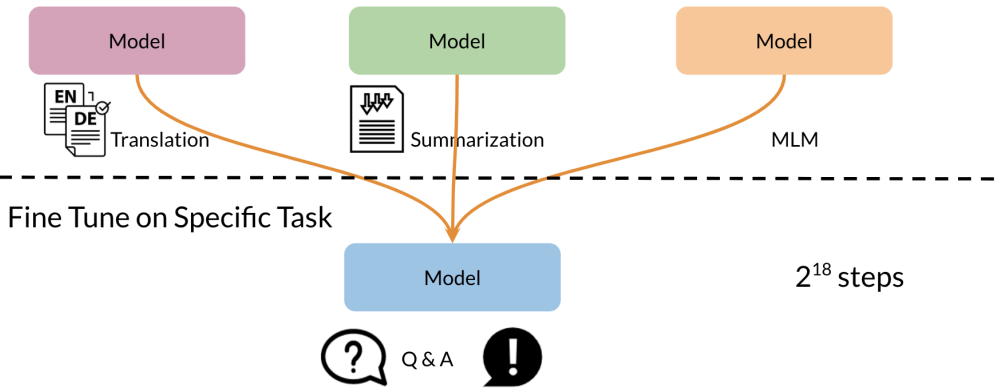 Model
Model
Model
EN
DE
Translation
Summarization
MLM
Fine Tune on Specific Task
Model
2¹⁸ steps
?
Q & A
!